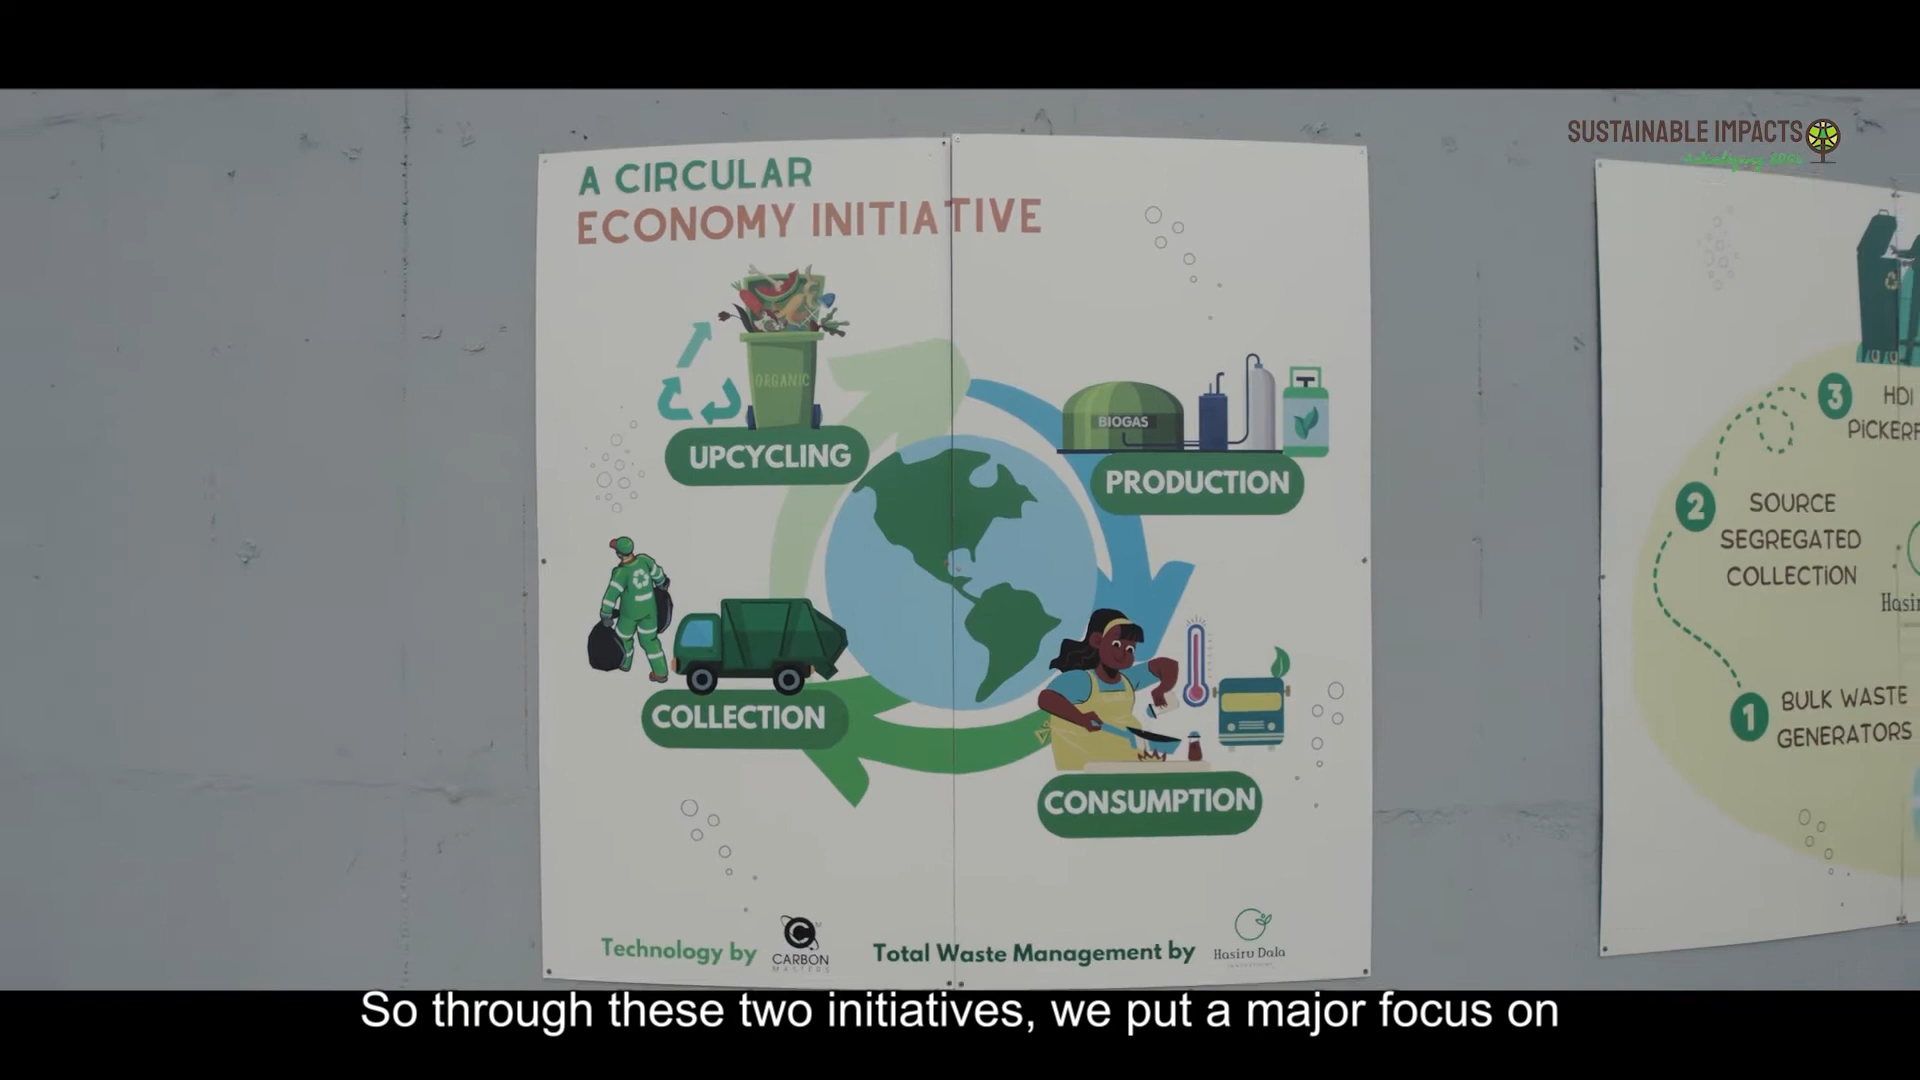 SUSTAINABLE IMPACTS
A CIRCULAR
ECONOMY INITIATIVE
ORGANIC
UPCYCLING
BIOGAS
PRODUCTION
COLLECTION
CONSUMPTION
Technology by
CARBON
MASTERS
Total Waste Management by
Hasiru Dala
3
HDI
2
SOURCE
SEGREGATED
COLLECTION
1
BULK WASTE
GENERATORS
So through these two initiatives, we put a major focus on